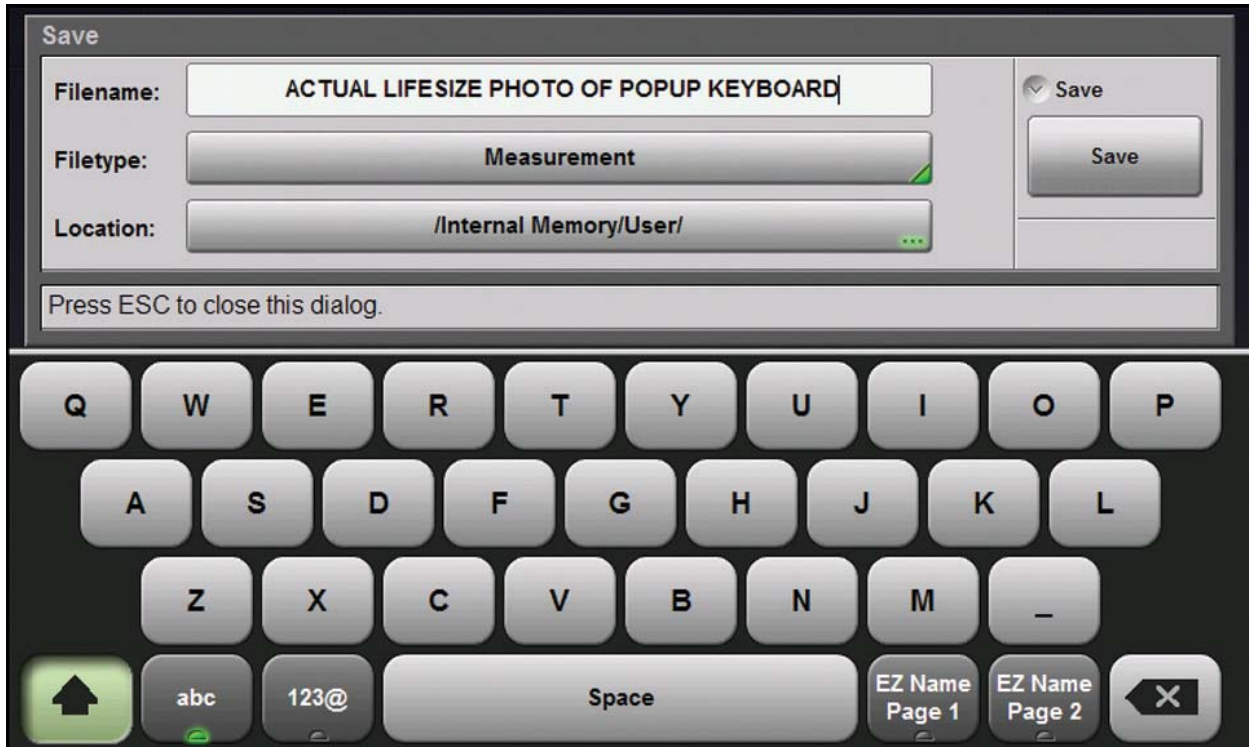 Save
Filename: ACTUAL LIFESIZE PHOTO OF POPUP KEYBOARD
Save
Filetype: Measurement
Save
Location: /Internal Memory/User/
...
Press ESC to close this dialog.
Q W E R T Y U I O P
A S D F G H J K L
Z X C V B N M _
abc 123@ Space EZ Name Page 1 EZ Name Page 2